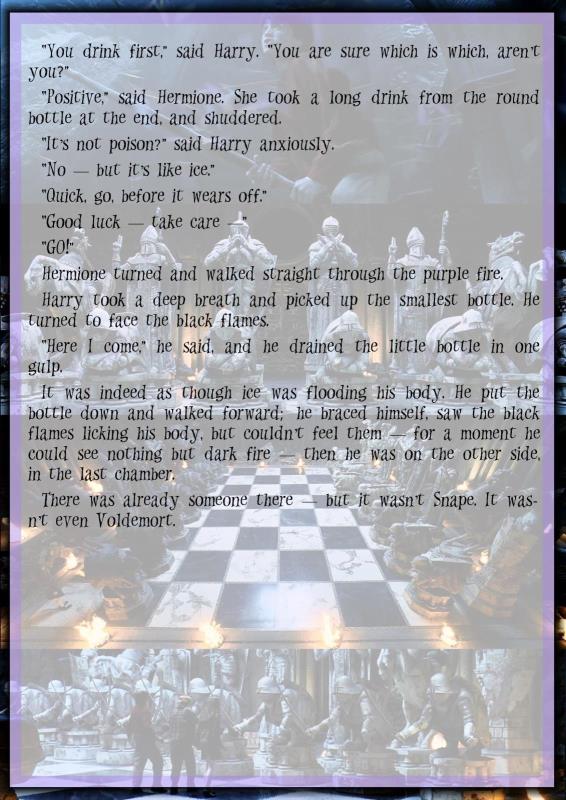 "You drink first," said Harry. "You are sure which is which, aren't
you?"
"Positive," said Hermione. She took a long drink from the round
bottle at the end, and shuddered.
"It's not poison?" said Harry anxiously.
"No — but it's like ice."
"Quick, go, before it wears off."
"Good luck — take care —"
"GO!"
Hermione turned and walked straight through the purple fire.
Harry took a deep breath and picked up the smallest bottle. He
turned to face the black flames.
"Here I come," he said, and he drained the little bottle in one
gulp.
It was indeed as though ice was flooding his body. He put the
bottle down and walked forward; he braced himself, saw the black
flames licking his body, but couldn't feel them — for a moment he
could see nothing but dark fire — then he was on the other side,
in the last chamber.
There was already someone there — but it wasn't Snape. It was-
n't even Voldemort.